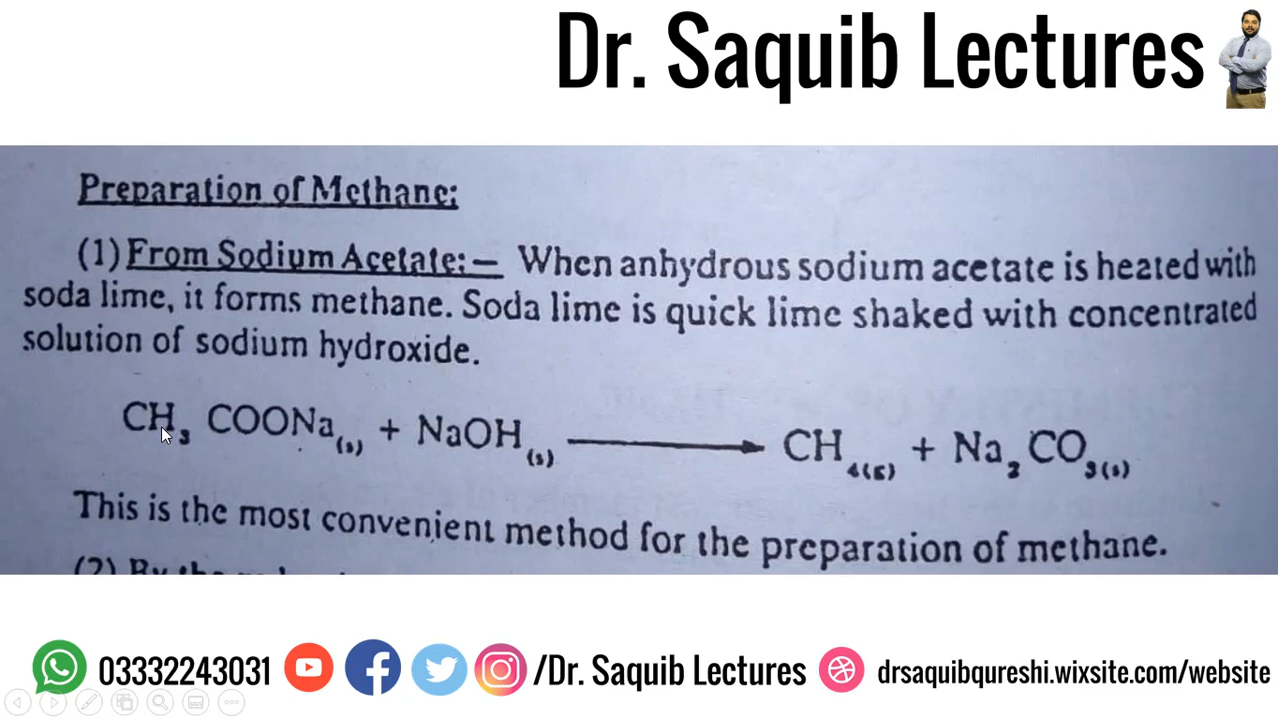 Dr. Saquib Lectures
Preparation of Methane:
(1) From Sodium Acetate:— When anhydrous sodium acetate is heated with
soda lime, it forms methane. Soda lime is quick lime shaked with concentrated
solution of sodium hydroxide.
CH₃ COONa(s) + NaOH(s) ⟶ CH₄(g) + Na₂CO₃(s)
This is the most convenient method for the preparation of methane.
(2) By the
03332243031 /Dr. Saquib Lectures drsaquibqureshi.wixsite.com/website